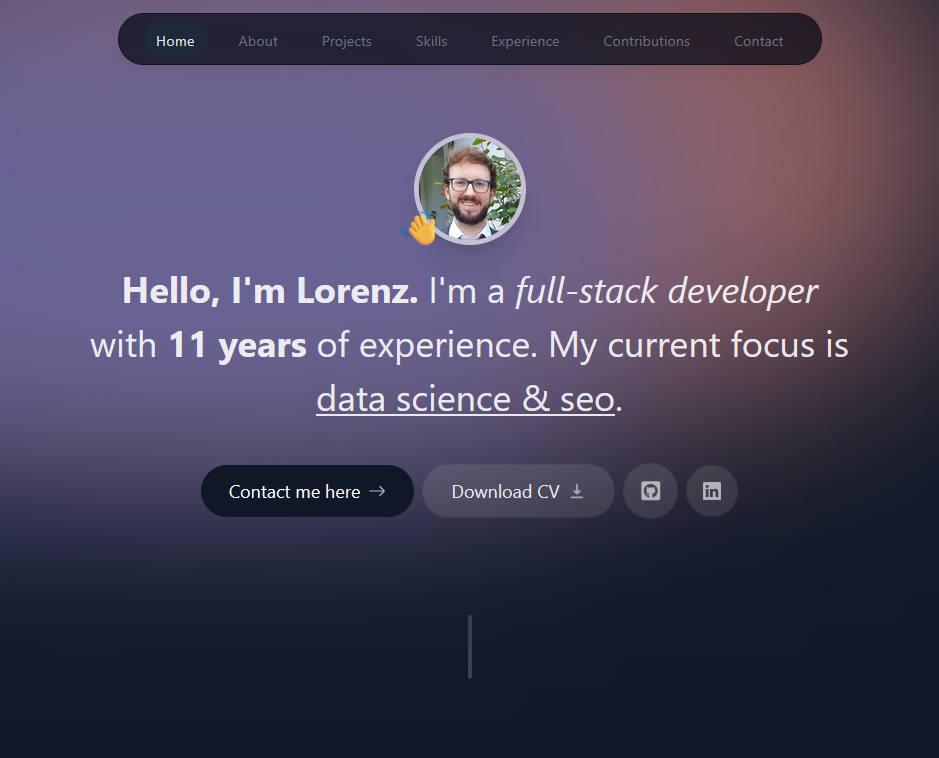 Home About Projects Skills Experience Contributions Contact
Hello, I'm Lorenz. I'm a full-stack developer
with 11 years of experience. My current focus is
data science & seo.
Contact me here Download CV in